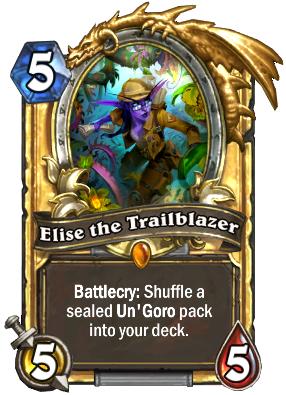 5
Elise the Trailblazer
Battlecry: Shuffle a
sealed Un'Goro pack
into your deck.
5
5